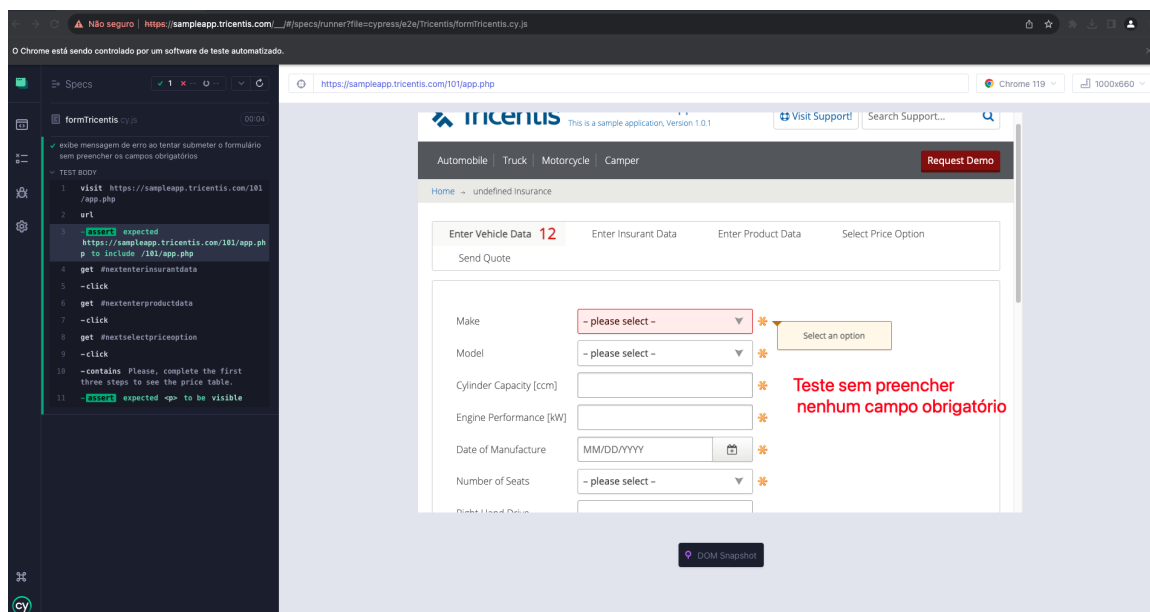 Não seguro
https://sampleapp.tricentis.com/__/#/specs/runner?file=cypress/e2e/Tricentis/formTricentis.cy.js
O Chrome está sendo controlado por um software de teste automatizado.
Specs
1
--
--
formTricentis cy.js
00:04
exibe mensagem de erro ao tentar submeter o formulário
sem preencher os campos obrigatórios
TEST BODY
1 visit https://sampleapp.tricentis.com/101
/app.php
2 url
3 -assert expected
https://sampleapp.tricentis.com/101/app.ph
p to include /101/app.php
4 get #nextenterinsurantdata
5 -click
6 get #nextenterproductdata
7 -click
8 get #nextselectpriceoption
9 -click
10 -contains Please, complete the first
three steps to see the price table.
11 -assert expected <p> to be visible
cy
https://sampleapp.tricentis.com/101/app.php
Chrome 119
1000x660
Tricentis
This is a sample application, Version 1.0.1
Visit Support!
Search Support...
Automobile
Truck
Motorcycle
Camper
Request Demo
Home → undefined Insurance
Enter Vehicle Data 12
Enter Insurant Data
Enter Product Data
Select Price Option
Send Quote
Make
– please select –
Select an option
Model
– please select –
Cylinder Capacity [ccm]
Teste sem preencher
nenhum campo obrigatório
Engine Performance [kW]
Date of Manufacture
MM/DD/YYYY
Number of Seats
– please select –
Right Hand Drive
DOM Snapshot